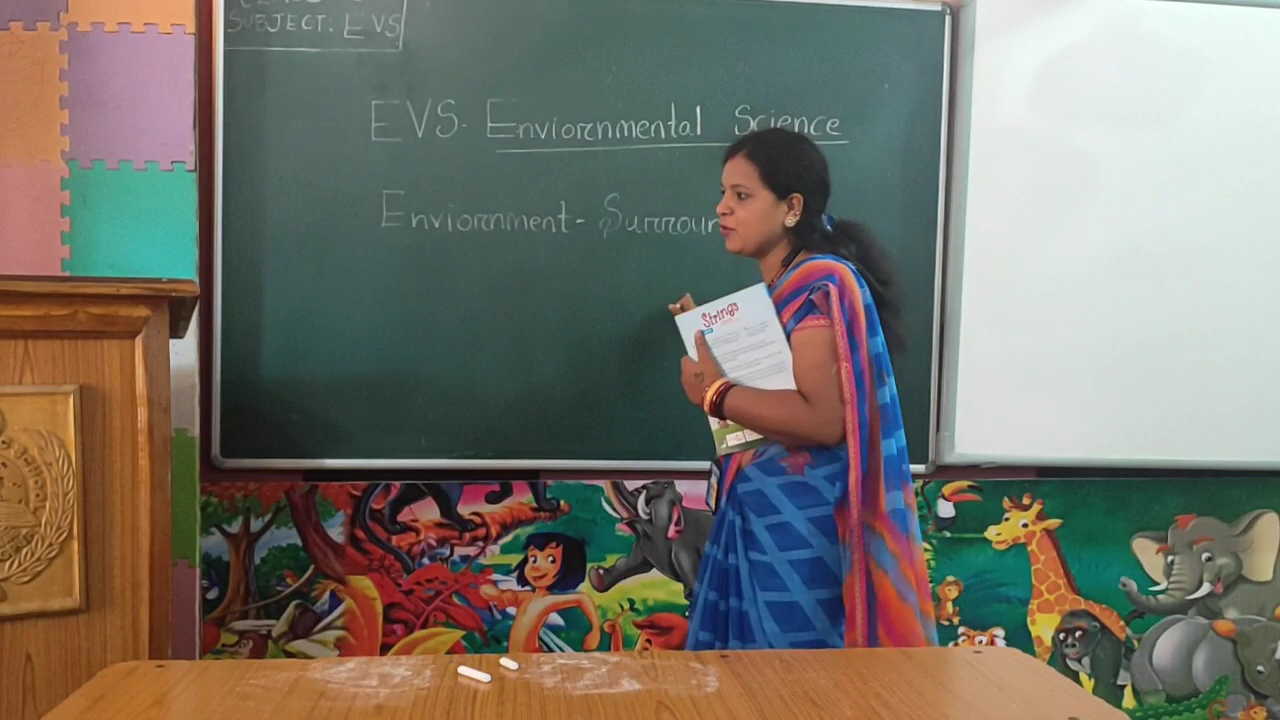 SUBJECT: EVS
EVS- Enviornmental Science
Enviornment- Surroun
Strings